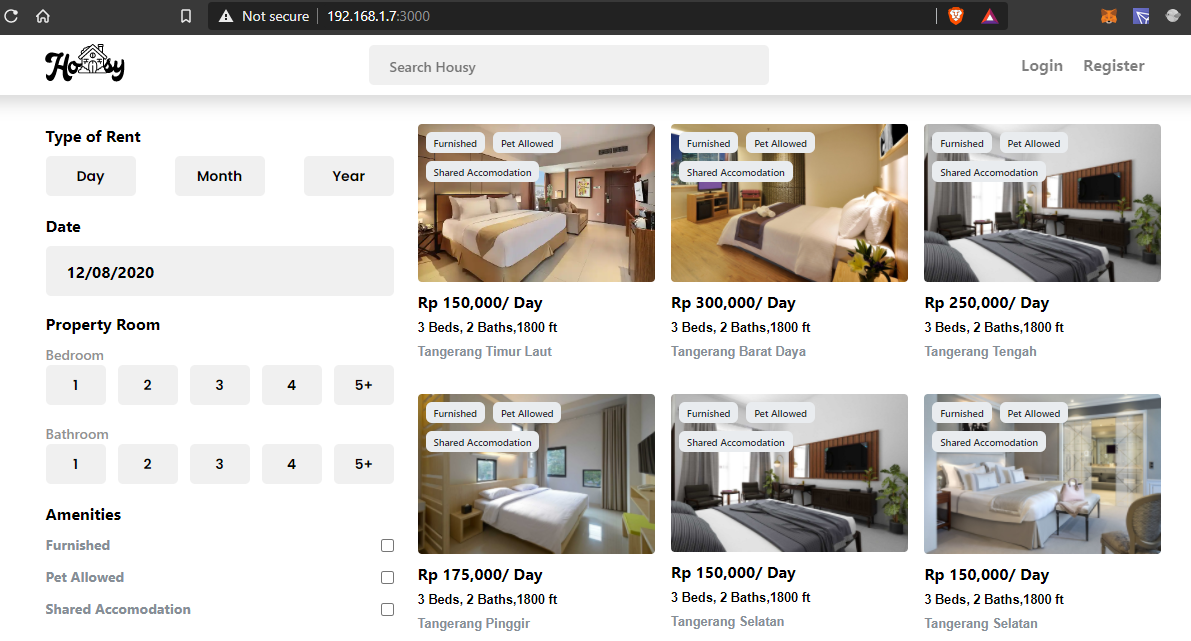 Not secure 192.168.1.7:3000
Housy
Search Housy
Login Register
Type of Rent
Day Month Year
Date
12/08/2020
Property Room
Bedroom
1 2 3 4 5+
Bathroom
1 2 3 4 5+
Amenities
Furnished
Pet Allowed
Shared Accomodation
Furnished Pet Allowed
Shared Accomodation
Rp 150,000/ Day
3 Beds, 2 Baths,1800 ft
Tangerang Timur Laut
Furnished Pet Allowed
Shared Accomodation
Rp 300,000/ Day
3 Beds, 2 Baths,1800 ft
Tangerang Barat Daya
Furnished Pet Allowed
Shared Accomodation
Rp 250,000/ Day
3 Beds, 2 Baths,1800 ft
Tangerang Tengah
Furnished Pet Allowed
Shared Accomodation
Rp 175,000/ Day
3 Beds, 2 Baths,1800 ft
Tangerang Pinggir
Furnished Pet Allowed
Shared Accomodation
Rp 150,000/ Day
3 Beds, 2 Baths,1800 ft
Tangerang Selatan
Furnished Pet Allowed
Shared Accomodation
Rp 150,000/ Day
3 Beds, 2 Baths,1800 ft
Tangerang Selatan